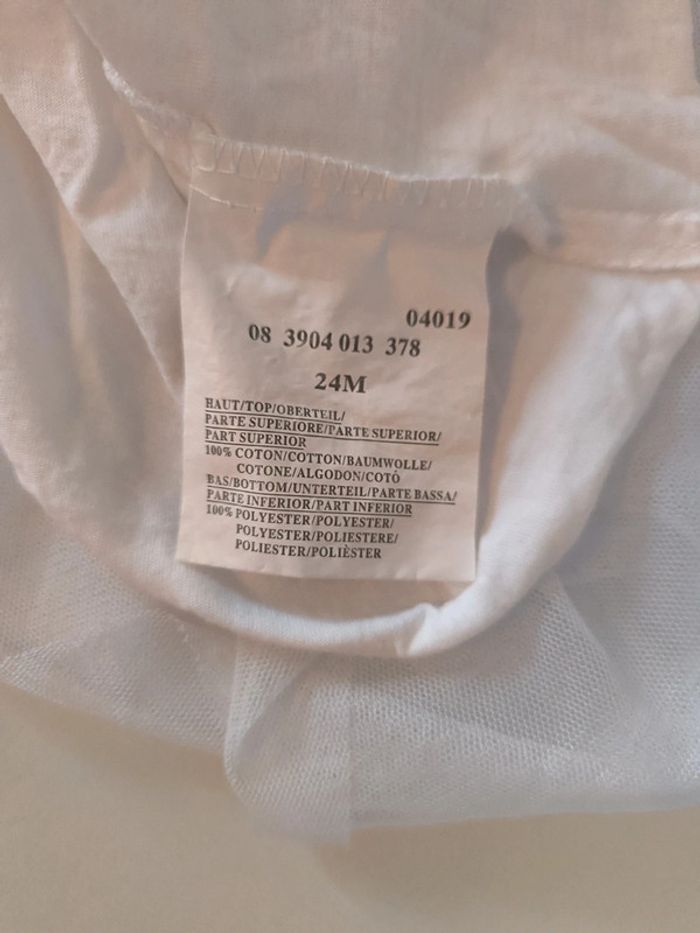 04019
08 3904 013 378
24M
HAUT/TOP/OBERTEIL/
PARTE SUPERIORE/PARTE SUPERIOR/
PART SUPERIOR
100% COTON/COTTON/BAUMWOLLE/
COTONE/ALGODON/COTÓ
BAS/BOTTOM/UNTERTEIL/PARTE BASSA/
PARTE INFERIOR/PART INFERIOR
100% POLYESTER/POLYESTER/
POLYESTER/POLIESTERE/
POLIESTER/POLIÈSTER